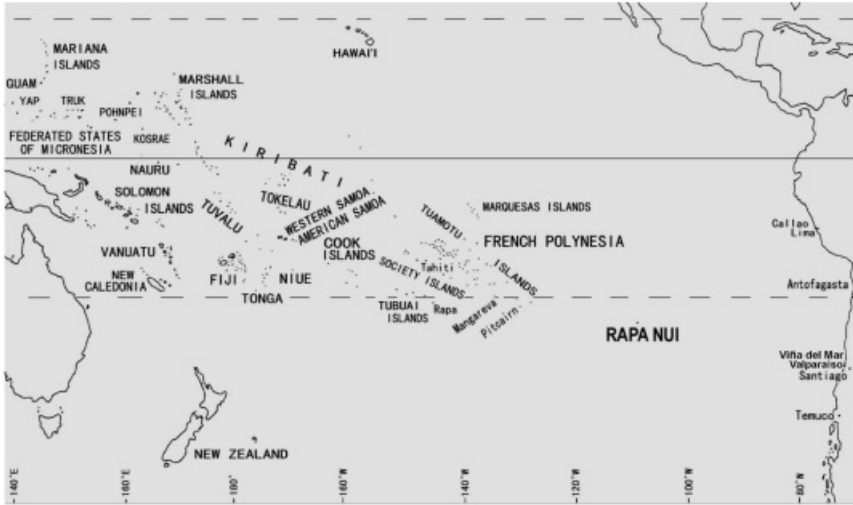 HAWAI'I
MARIANA
ISLANDS
GUAM
YAP
TRUK
POHNPEI
MARSHALL
ISLANDS
FEDERATED STATES
OF MICRONESIA
KOSRAE
KIRIBATI
NAURU
SOLOMON
ISLANDS
TUVALU
TOKELAU
WESTERN SAMOA
AMERICAN SAMOA
TUAMOTU
ISLANDS
MARQUESAS ISLANDS
FRENCH POLYNESIA
COOK
ISLANDS
SOCIETY ISLANDS
Tahiti
VANUATU
NEW
CALEDONIA
FIJI
NIUE
TONGA
TUBUAI
ISLANDS
Rapa
Mangareva
Pitcairn
RAPA NUI
Callao
Lima
Antofagasta
Viña del Mar
Valparaiso
Santiago
Temuco
NEW ZEALAND
140°E
160°E
180°
160°W
140°W
120°W
100°W
80°W